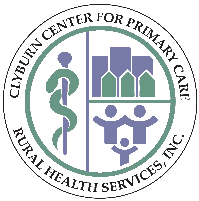 CLYBURN CENTER FOR PRIMARY CARE
RURAL HEALTH SERVICES, INC.